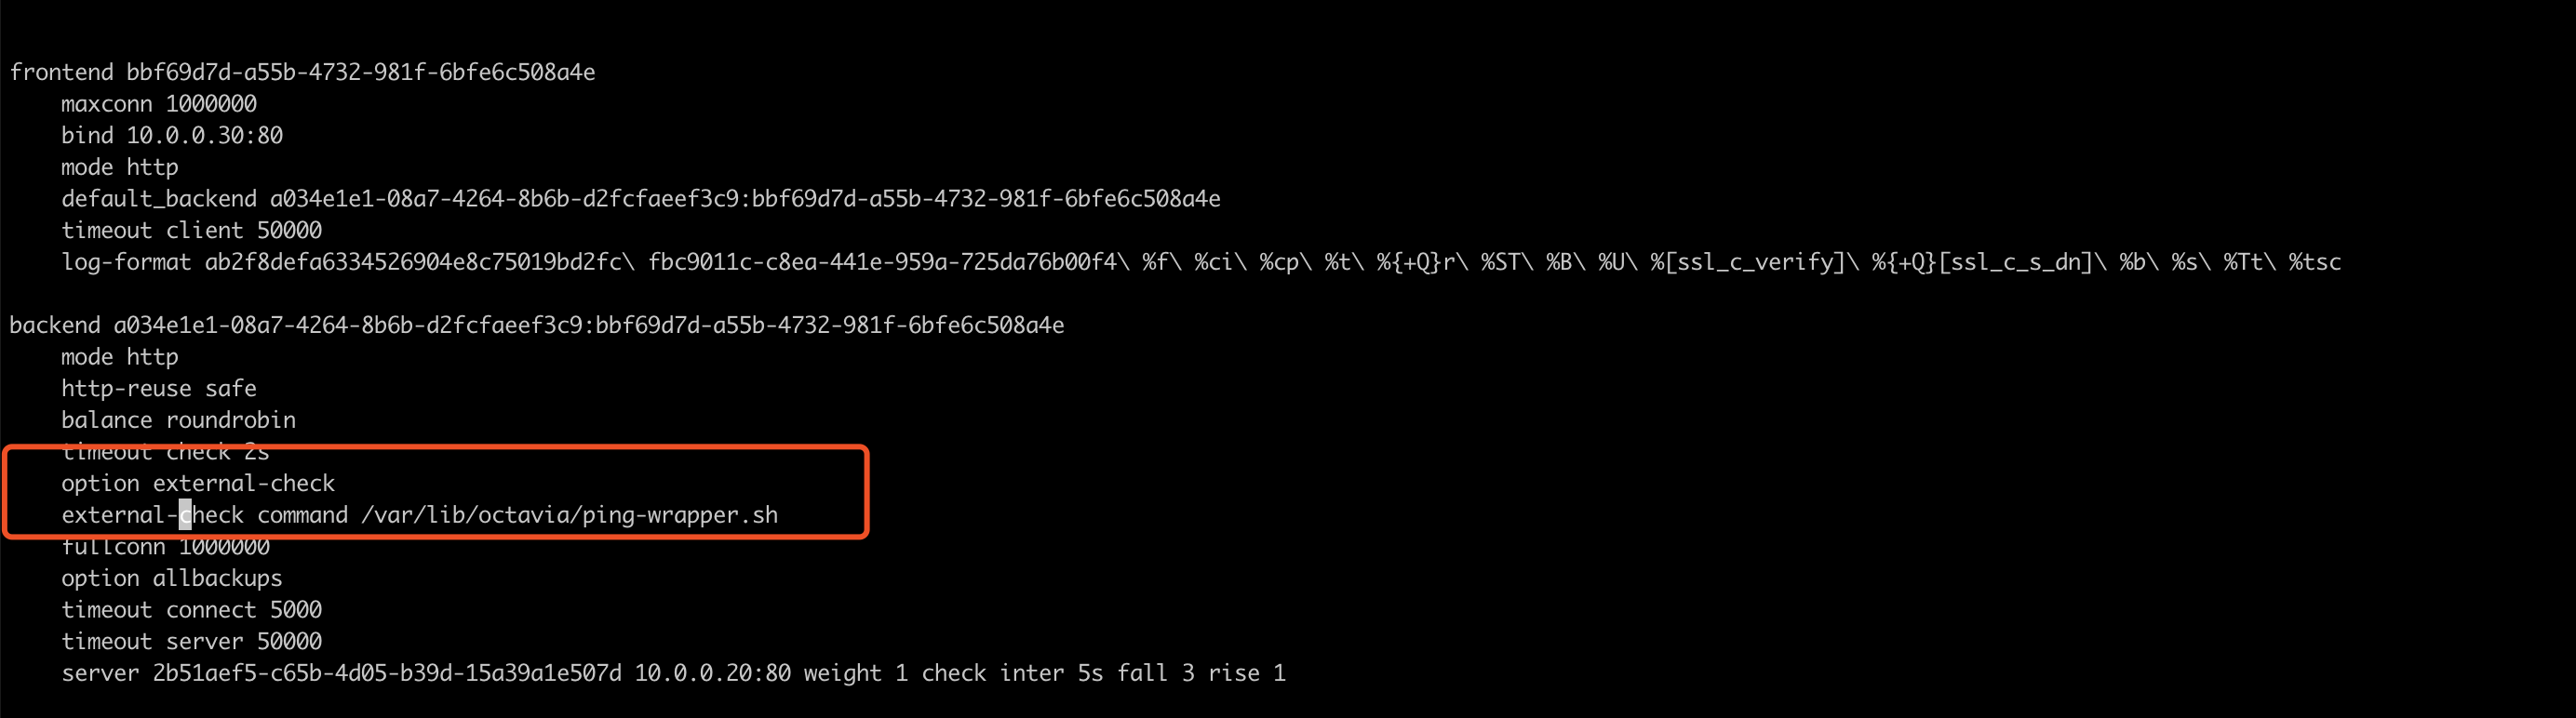 frontend bbf69d7d-a55b-4732-981f-6bfe6c508a4e
    maxconn 1000000
    bind 10.0.0.30:80
    mode http
    default_backend a034e1e1-08a7-4264-8b6b-d2fcfaeef3c9:bbf69d7d-a55b-4732-981f-6bfe6c508a4e
    timeout client 50000
    log-format ab2f8defa6334526904e8c75019bd2fc\ fbc9011c-c8ea-441e-959a-725da76b00f4\ %f\ %ci\ %cp\ %t\ %{+Q}r\ %ST\ %B\ %U\ %[ssl_c_verify]\ %{+Q}[ssl_c_s_dn]\ %b\ %s\ %Tt\ %tsc

backend a034e1e1-08a7-4264-8b6b-d2fcfaeef3c9:bbf69d7d-a55b-4732-981f-6bfe6c508a4e
    mode http
    http-reuse safe
    balance roundrobin
    timeout check 2s
    option external-check
    external-check command /var/lib/octavia/ping-wrapper.sh
    fullconn 1000000
    option allbackups
    timeout connect 5000
    timeout server 50000
    server 2b51aef5-c65b-4d05-b39d-15a39a1e507d 10.0.0.20:80 weight 1 check inter 5s fall 3 rise 1